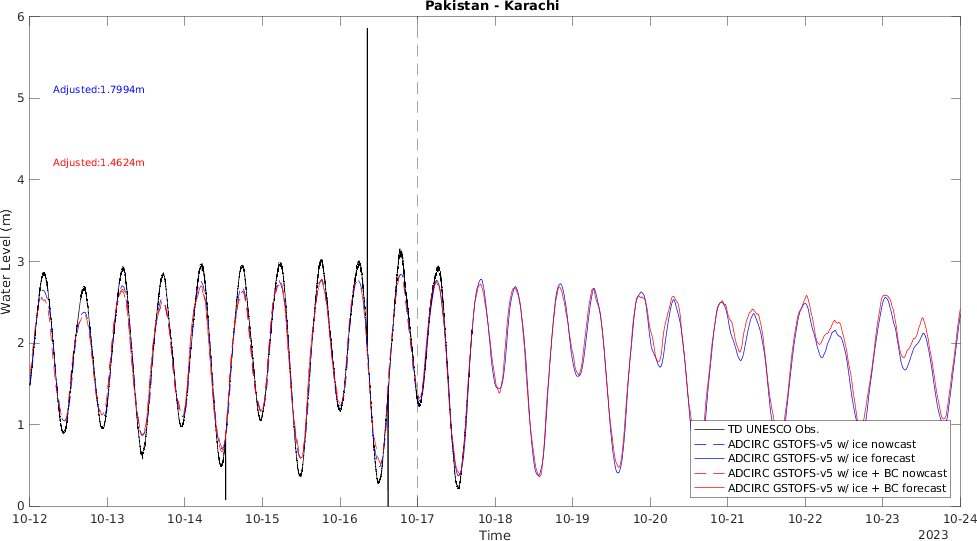 Pakistan - Karachi
6
5
4
3
2
1
0
Water Level (m)
Adjusted:1.7994m
Adjusted:1.4624m
TD UNESCO Obs.
ADCIRC GSTOFS-v5 w/ ice nowcast
ADCIRC GSTOFS-v5 w/ ice forecast
ADCIRC GSTOFS-v5 w/ ice + BC nowcast
ADCIRC GSTOFS-v5 w/ ice + BC forecast
10-12 10-13 10-14 10-15 10-16 10-17 10-18 10-19 10-20 10-21 10-22 10-23 10-24
Time
2023